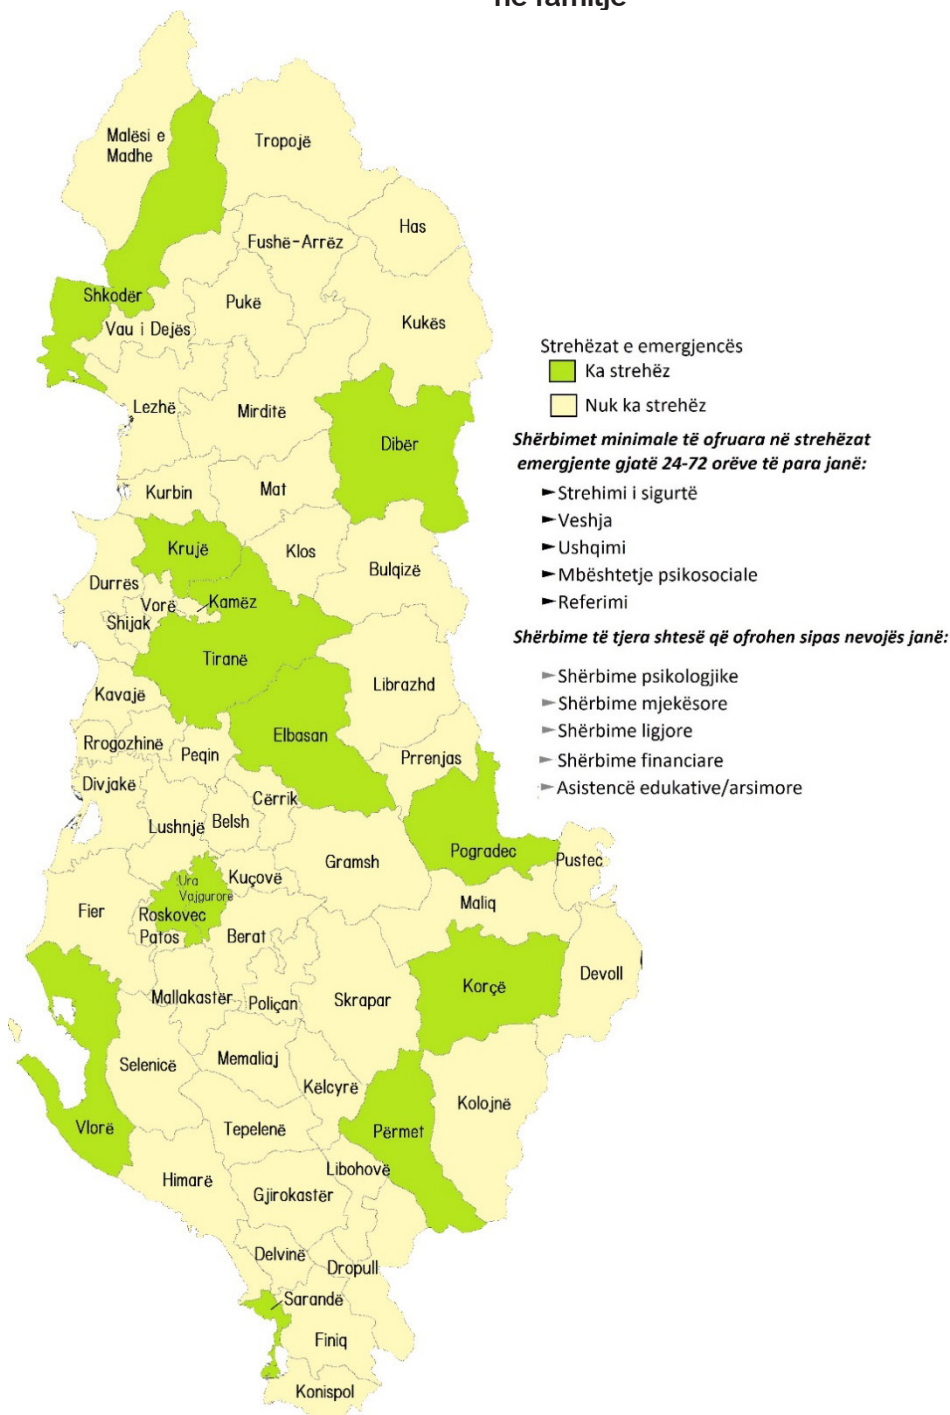 në familje
Malësi e
Madhe
Tropojë
Has
Fushë-Arrëz
Shkodër
Pukë
Vau i Dejës
Kukës
Strehëzat e emergjencës
Ka strehëz
Nuk ka strehëz
Lezhë
Mirditë
Dibër
Shërbimet minimale të ofruara në strehëzat
emergjente gjatë 24-72 orëve të para janë:
►Strehimi i sigurtë
►Veshja
►Ushqimi
►Mbështetje psikosociale
►Referimi
Kurbin
Mat
Krujë
Klos
Bulqizë
Durrës
Vorë
Kamëz
Shijak
Shërbime të tjera shtesë që ofrohen sipas nevojës janë:
►Shërbime psikologjike
►Shërbime mjekësore
►Shërbime ligjore
►Shërbime financiare
►Asistencë edukative/arsimore
Tiranë
Librazhd
Kavajë
Elbasan
Rrogozhinë
Peqin
Prrenjas
Divjakë
Cërrik
Lushnjë
Belsh
Gramsh
Pogradec
Pustec
Ura
Vajgurorë
Kuçovë
Fier
Roskovec
Patos
Berat
Maliq
Devoll
Korçë
Mallakastër
Poliçan
Skrapar
Selenicë
Memaliaj
Këlcyrë
Kolojnë
Vlorë
Tepelenë
Përmet
Himarë
Libohovë
Gjirokastër
Delvinë
Dropull
Sarandë
Finiq
Konispol